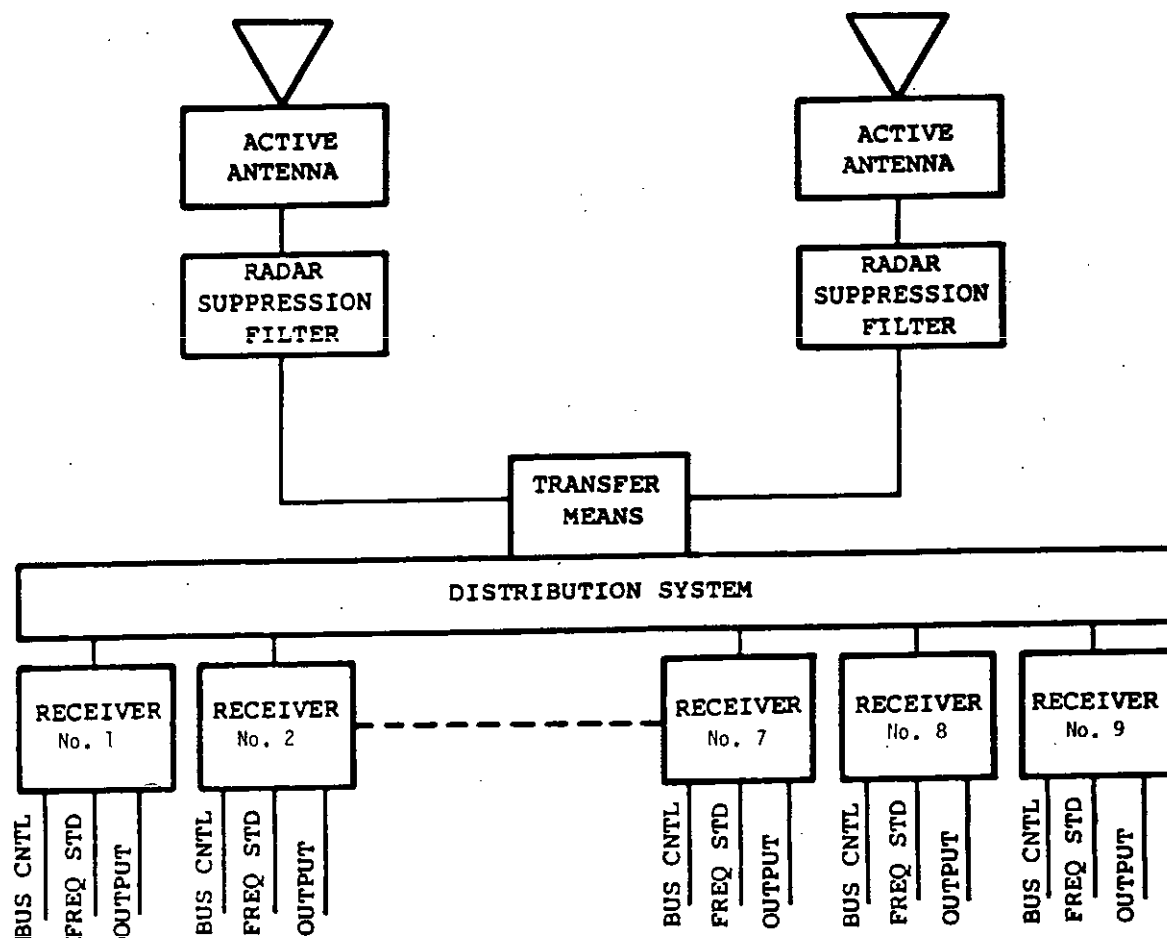 ACTIVE
ANTENNA
ACTIVE
ANTENNA
RADAR
SUPPRESSION
FILTER
RADAR
SUPPRESSION
FILTER
TRANSFER
MEANS
DISTRIBUTION SYSTEM
RECEIVER
No. 1
RECEIVER
No. 2
RECEIVER
No. 7
RECEIVER
No. 8
RECEIVER
No. 9
BUS CNTL
FREQ STD
OUTPUT
BUS CNTL
FREQ STD
OUTPUT
BUS CNTL
FREQ STD
OUTPUT
BUS CNTL
FREQ STD
OUTPUT
BUS CNTL
FREQ STD
OUTPUT